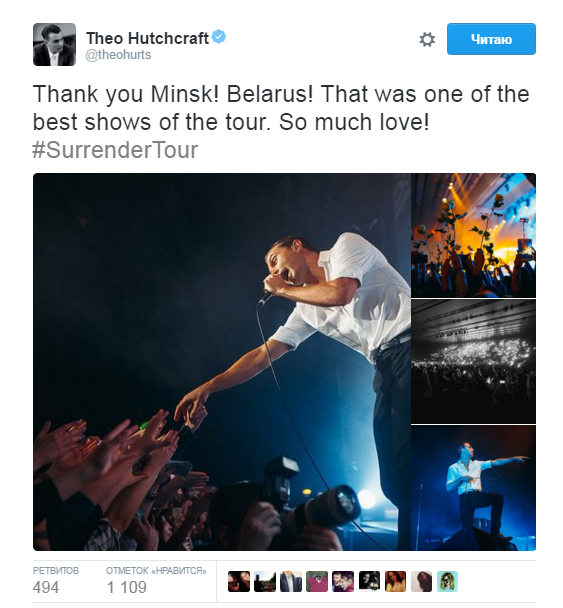 Theo Hutchcraft
@theohurts
Читаю
Thank you Minsk! Belarus! That was one of the
best shows of the tour. So much love!
#SurrenderTour
РЕТВИТОВ
494
ОТМЕТОК «НРАВИТСЯ»
1 109